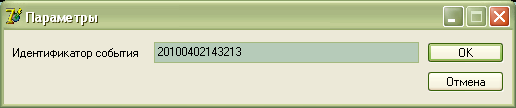 Параметры
Идентификатор события 20100402143213 OK
Отмена